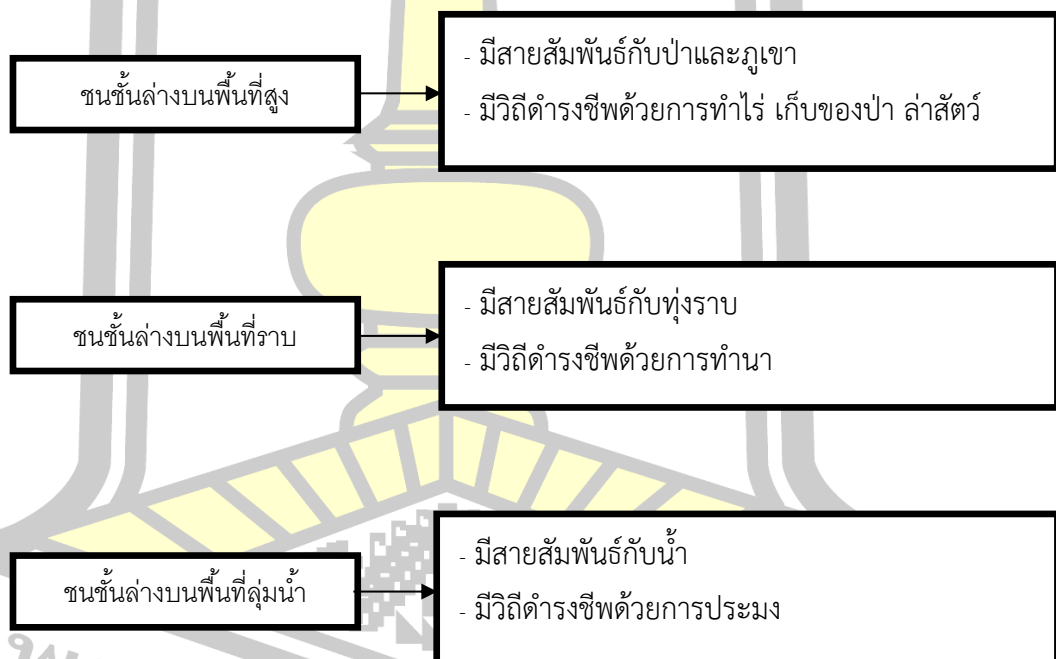 ชนชั้นล่างบนพื้นที่สูง
- มีสายสัมพันธ์กับป่าและภูเขา
- มีวิถีดำรงชีพด้วยการทำไร่ เก็บของป่า ล่าสัตว์
ชนชั้นล่างบนพื้นที่ราบ
- มีสายสัมพันธ์กับทุ่งราบ
- มีวิถีดำรงชีพด้วยการทำนา
ชนชั้นล่างบนพื้นที่ลุ่มน้ำ
- มีสายสัมพันธ์กับน้ำ
- มีวิถีดำรงชีพด้วยการประมง